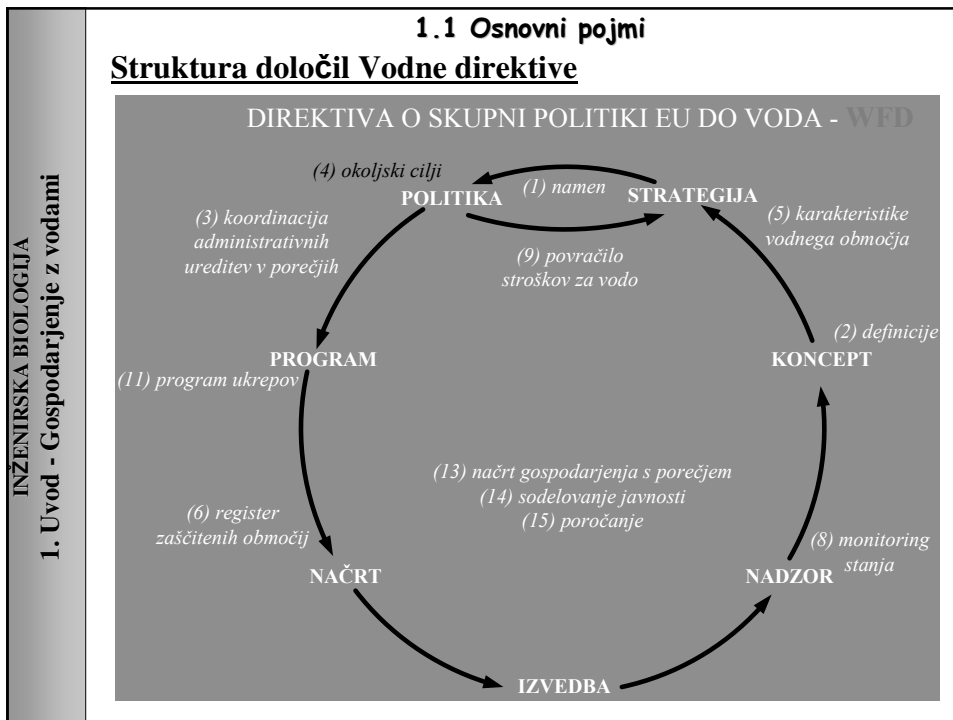 1.1 Osnovni pojmi
Struktura določil Vodne direktive
INŽENIRSKA BIOLOGIJA
1. Uvod - Gospodarjenje z vodami
DIREKTIVA O SKUPNI POLITIKI EU DO VODA - WFD
(4) okoljski cilji
POLITIKA
(1) namen
STRATEGIJA
(3) koordinacija
administrativnih
ureditev v porečjih
(5) karakteristike
vodnega območja
(9) povračilo
stroškov za vodo
(2) definicije
PROGRAM
KONCEPT
(11) program ukrepov
(13) načrt gospodarjenja s porečjem
(14) sodelovanje javnosti
(15) poročanje
(6) register
zaščitenih območij
(8) monitoring
stanja
NAČRT
NADZOR
IZVEDBA